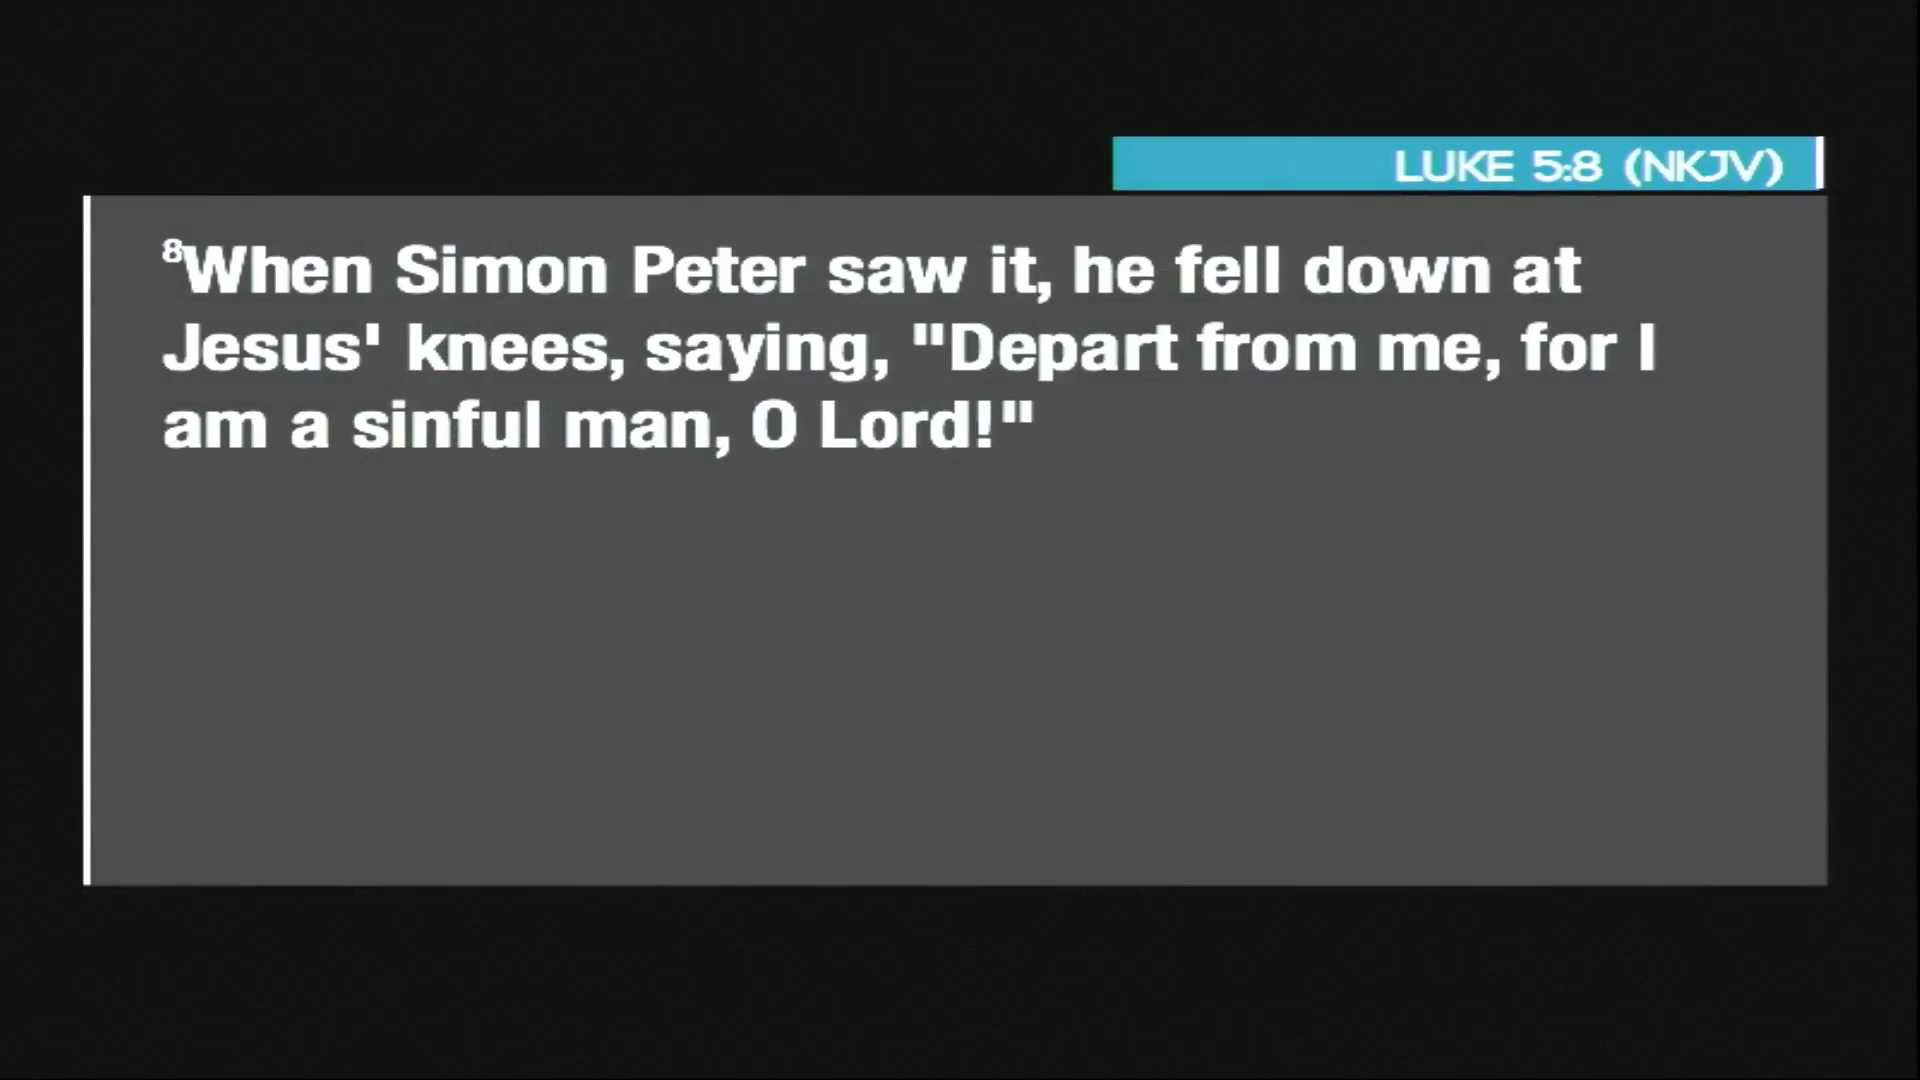 LUKE 5:8 (NKJV)
⁸When Simon Peter saw it, he fell down at
Jesus' knees, saying, "Depart from me, for I
am a sinful man, O Lord!"